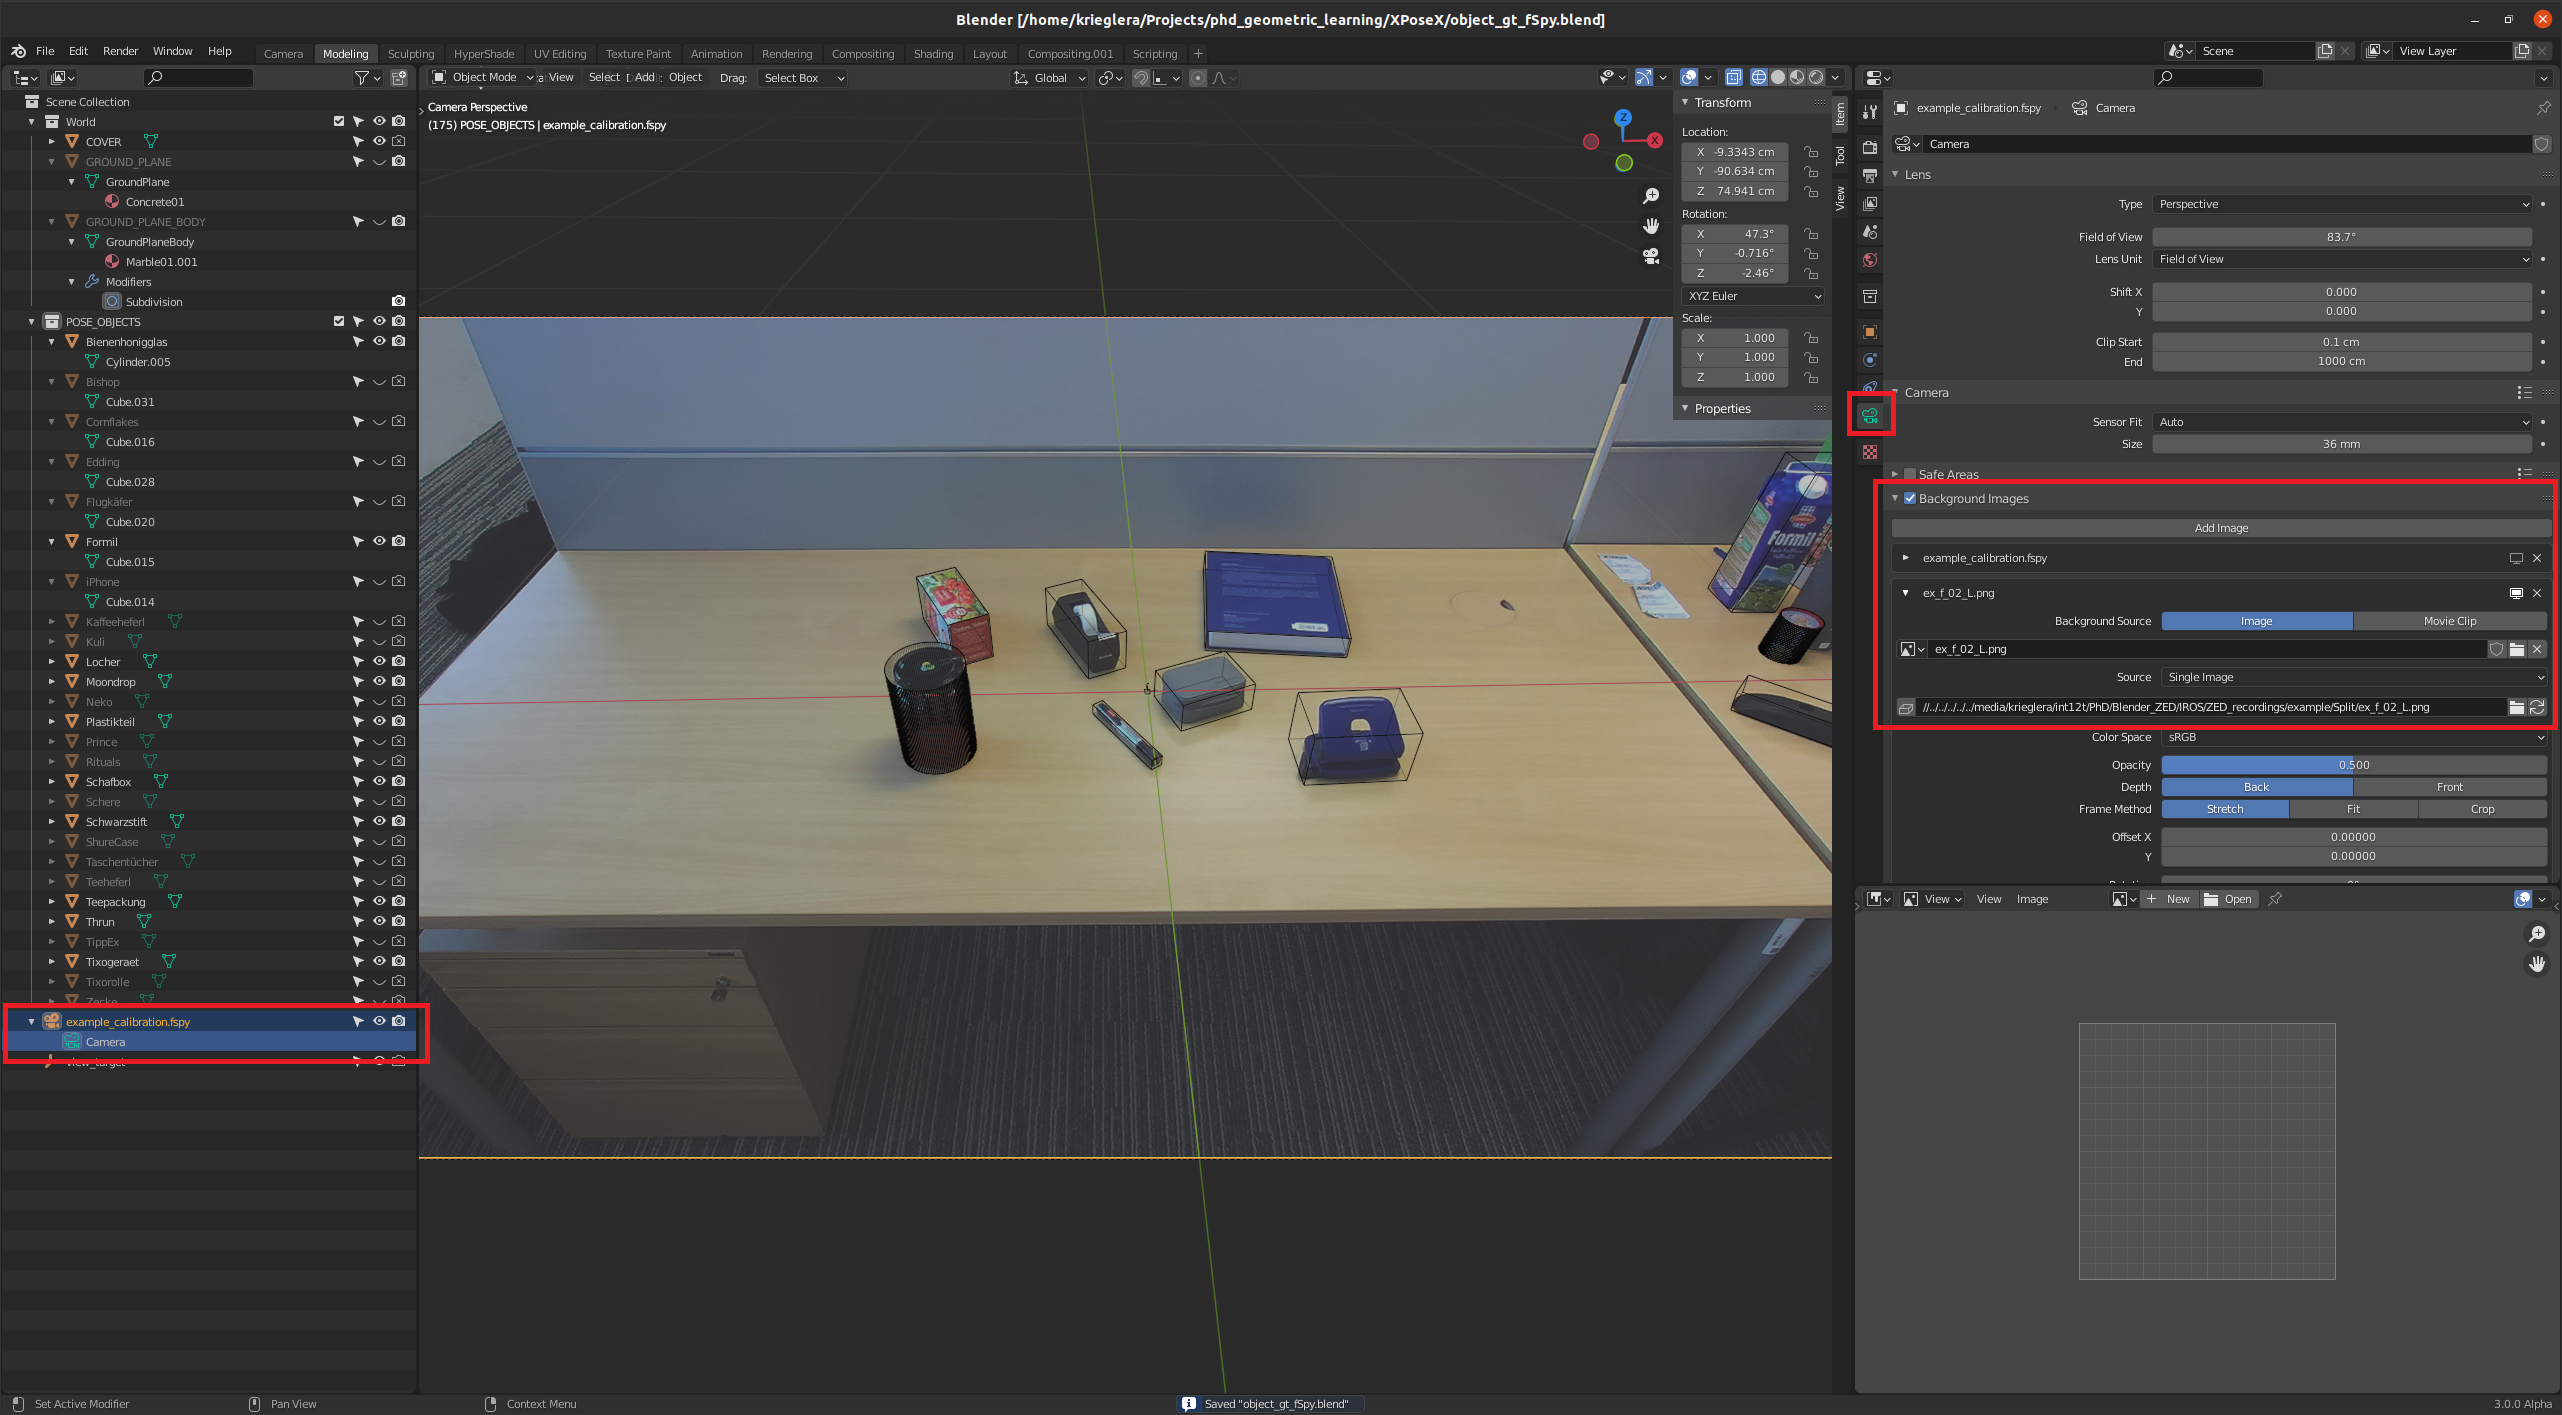 Blender [/home/krieglera/Projects/phd_geometric_learning/XPoseX/object_gt_fSpy.blend]
File Edit Render Window Help
Camera Modeling Sculpting HyperShade UV Editing Texture Paint Animation Rendering Compositing Shading Layout Compositing.001 Scripting +
Scene
View Layer
Object Mode View Select Add Object Drag: Select Box
Global
Scene Collection
World
COVER
GROUND_PLANE
GroundPlane
Concrete01
GROUND_PLANE_BODY
GroundPlaneBody
Marble01.001
Modifiers
Subdivision
POSE_OBJECTS
Bienenhonigglas
Cylinder.005
Bishop
Cube.031
Cornflakes
Cube.016
Edding
Cube.028
Flugkäfer
Cube.020
Formil
Cube.015
iPhone
Cube.014
Kaffeeheferl
Kuli
Locher
Moondrop
Neko
Plastikteil
Prince
Rituals
Schafbox
Schere
Schwarzstift
ShureCase
Taschentücher
Teeheferl
Teepackung
Thrun
TippEx
Tixogeraet
Tixorolle
Zecke
example_calibration.fspy
Camera
view_target
Camera Perspective
(175) POSE_OBJECTS | example_calibration.fspy
Z
X
Formil
Transform
Location:
X -9.3343 cm
Y -90.634 cm
Z 74.941 cm
Rotation:
X 47.3°
Y -0.716°
Z -2.46°
XYZ Euler
Scale:
X 1.000
Y 1.000
Z 1.000
Properties
Item
Tool
View
example_calibration.fspy Camera
Camera
Lens
Type Perspective
Field of View 83.7°
Lens Unit Field of View
Shift X 0.000
Y 0.000
Clip Start 0.1 cm
End 1000 cm
Camera
Sensor Fit Auto
Size 36 mm
Safe Areas
Background Images
Add Image
example_calibration.fspy
ex_f_02_L.png
Background Source Image Movie Clip
ex_f_02_L.png
Source Single Image
//../../../../../media/krieglera/int12t/PhD/Blender_ZED/IROS/ZED_recordings/example/Split/ex_f_02_L.png
Color Space sRGB
Opacity 0.500
Depth Back Front
Frame Method Stretch Fit Crop
Offset X 0.00000
Y 0.00000
View View Image + New Open
Set Active Modifier
Pan View
Context Menu
Saved "object_gt_fSpy.blend"
3.0.0 Alpha